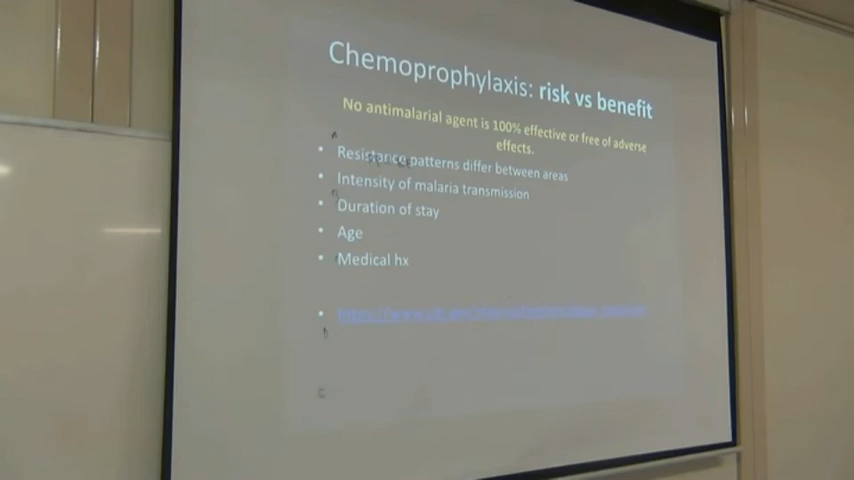 Chemoprophylaxis: risk vs benefit
No antimalarial agent is 100% effective or free of adverse
effects.
• Resistance patterns differ between areas
• Intensity of malaria transmission
• Duration of stay
• Age
• Medical hx